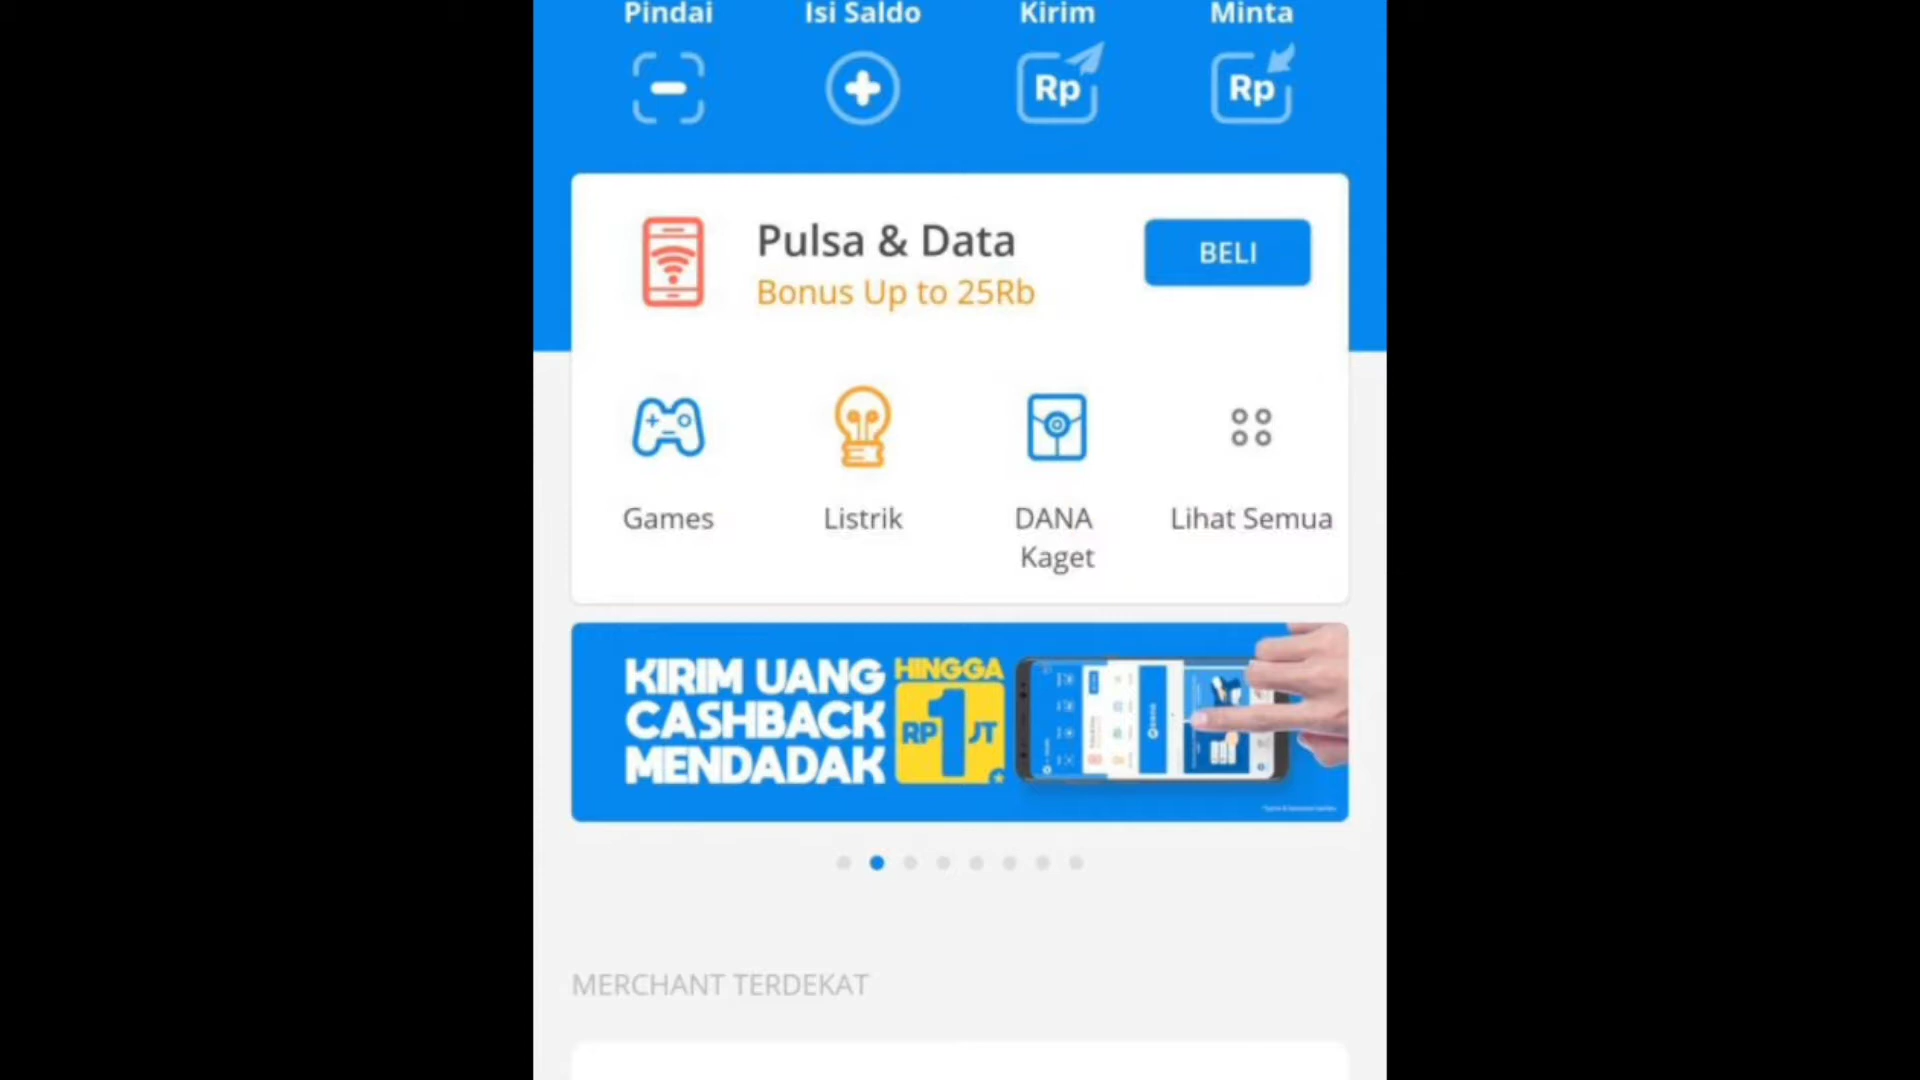 Pindai Isi Saldo Kirim Minta
Rp Rp
Pulsa & Data
Bonus Up to 25Rb
BELI
Games Listrik DANA Kaget Lihat Semua
KIRIM UANG
CASHBACK
MENDADAK
HINGGA
RP 1 JT
MERCHANT TERDEKAT